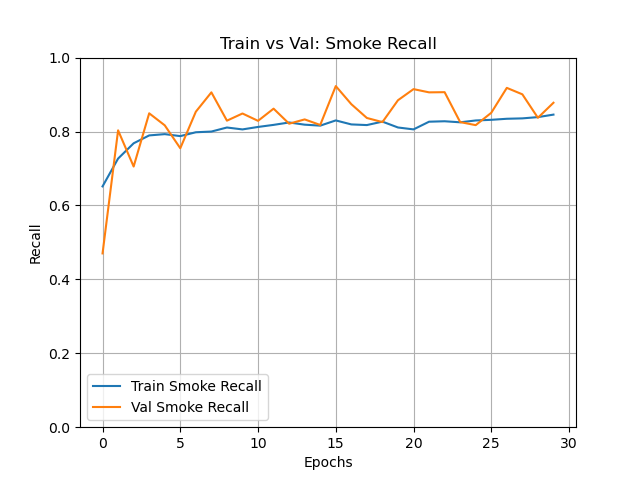 Train vs Val: Smoke Recall
1.0
0.8
0.6
0.4
0.2
0.0
Recall
Train Smoke Recall
Val Smoke Recall
0 5 10 15 20 25 30
Epochs